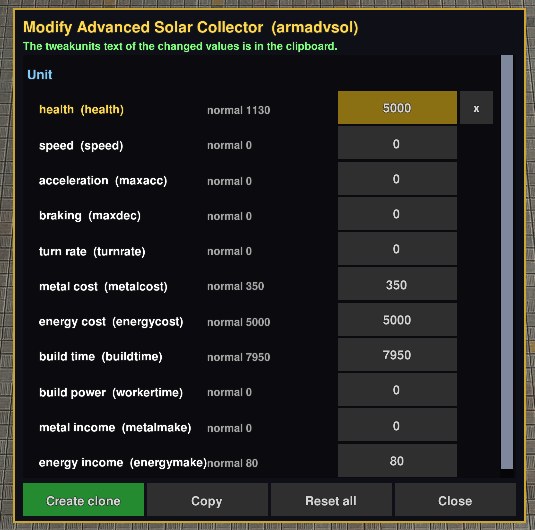 Modify Advanced Solar Collector (armadvsol)
The tweakunits text of the changed values is in the clipboard.
Unit
health (health) normal 1130 5000 x
speed (speed) normal 0 0
acceleration (maxacc) normal 0 0
braking (maxdec) normal 0 0
turn rate (turnrate) normal 0 0
metal cost (metalcost) normal 350 350
energy cost (energycost) normal 5000 5000
build time (buildtime) normal 7950 7950
build power (workertime) normal 0 0
metal income (metalmake) normal 0 0
energy income (energymake) normal 80 80
Create clone Copy Reset all Close